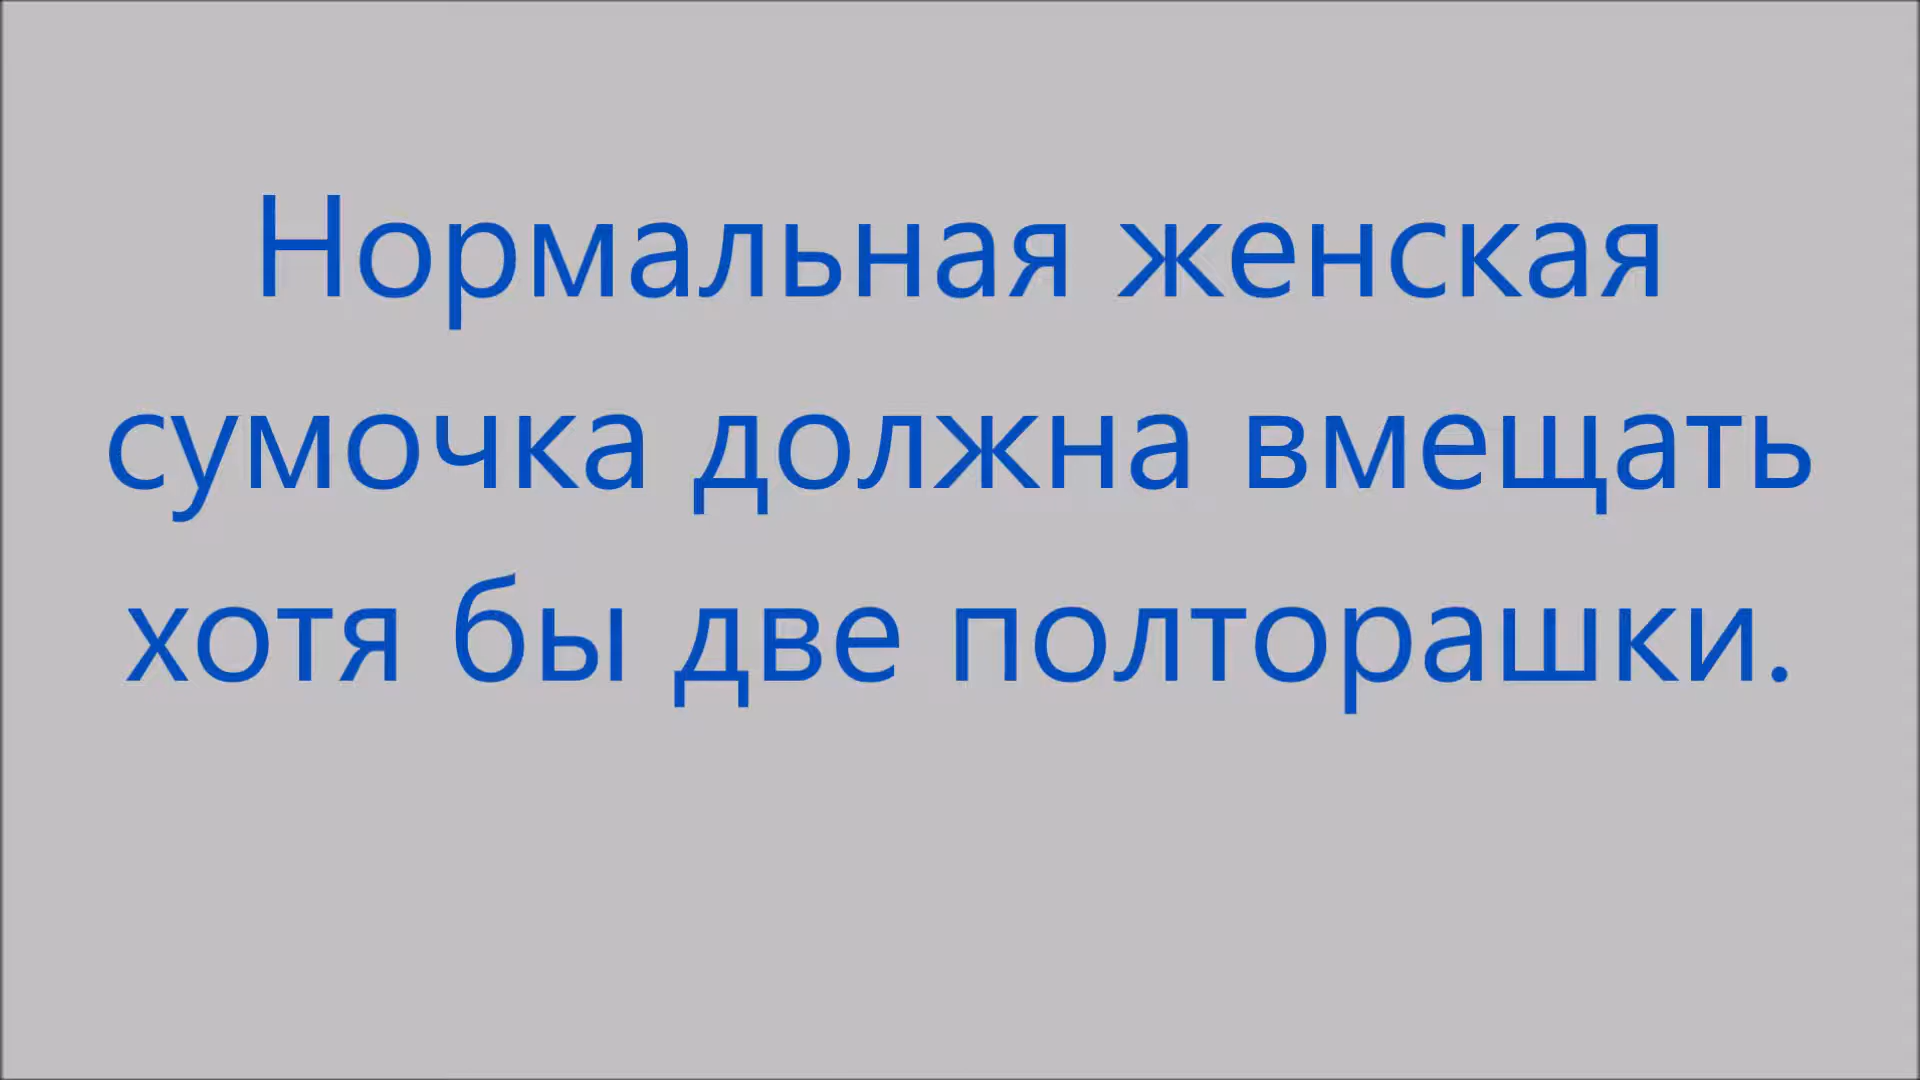 Нормальная женская
сумочка должна вмещать
хотя бы две полторашки.